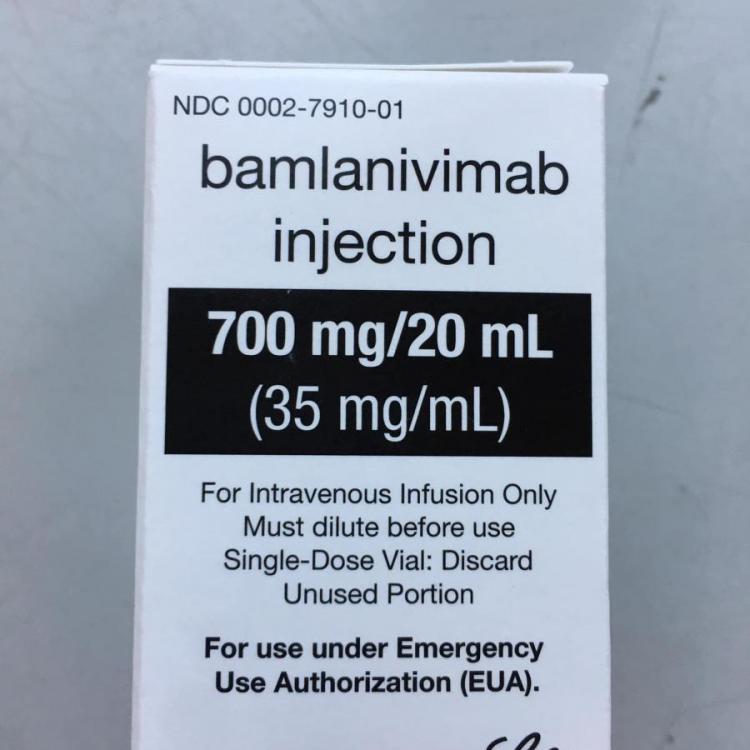 NDC 0002-7910-01
bamlanivimab
injection
700 mg/20 mL
(35 mg/mL)
For Intravenous Infusion Only
Must dilute before use
Single-Dose Vial: Discard
Unused Portion
For use under Emergency
Use Authorization (EUA).